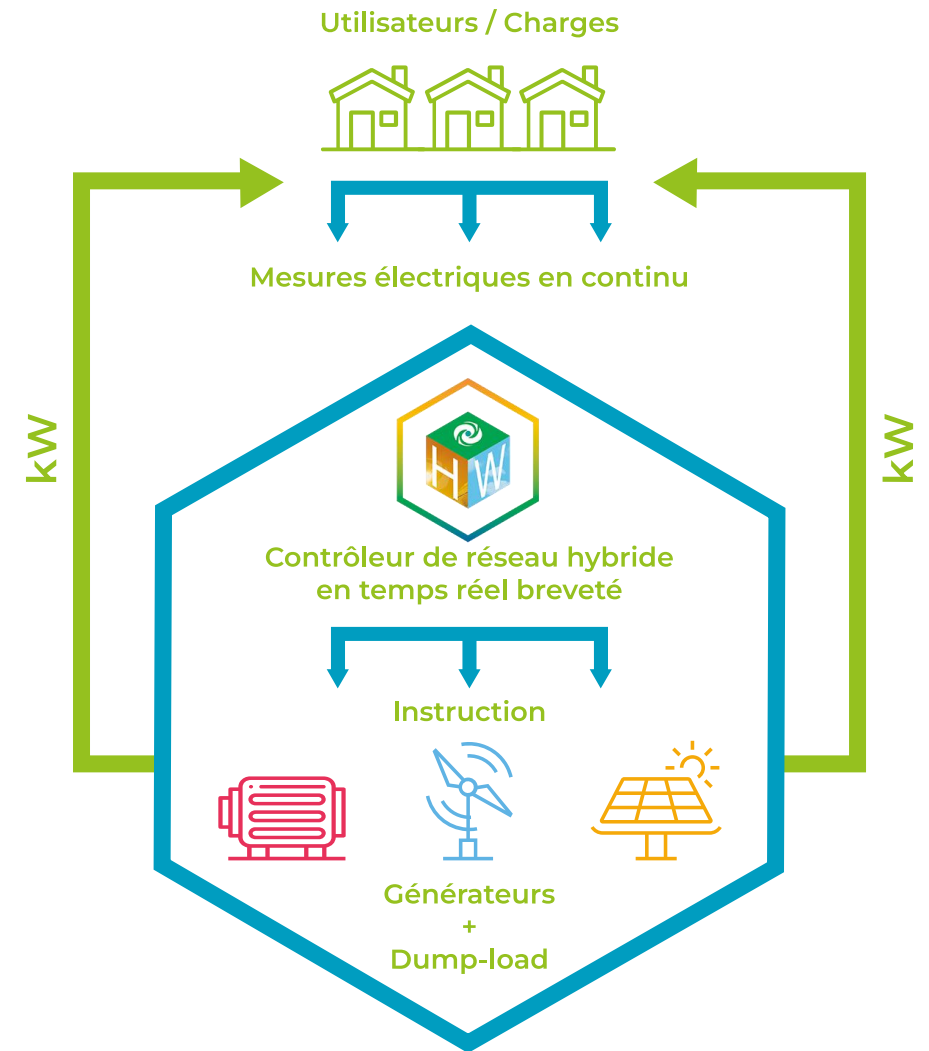 Utilisateurs / Charges
Mesures électriques en continu
kW
kW
HW
Contrôleur de réseau hybride
en temps réel breveté
Instruction
Générateurs
+
Dump-load